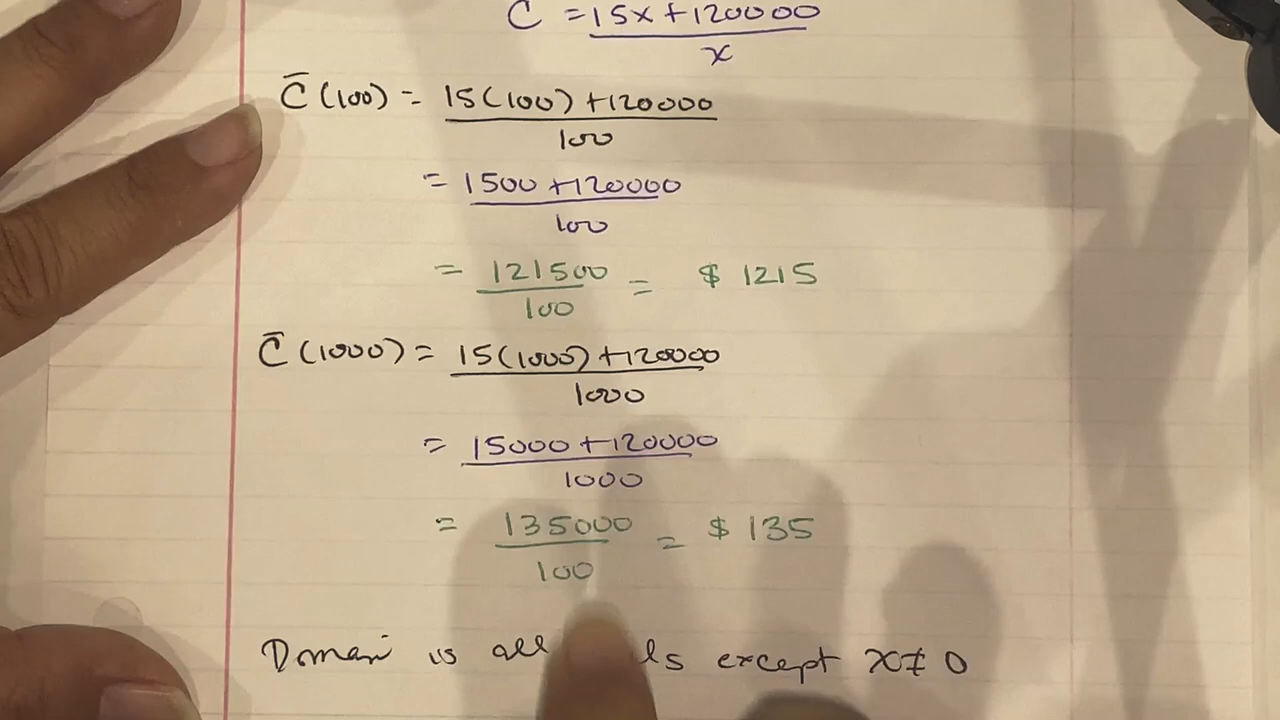 C = 15x + 120000
x
C̄ (100) = 15(100) + 120000
100
= 1500 + 120000
100
= 121500 = $ 1215
100
C̄ (1000) = 15(1000) + 120000
1000
= 15000 + 120000
1000
= 135000 = $ 135
100
Domain is all except x ≠ 0